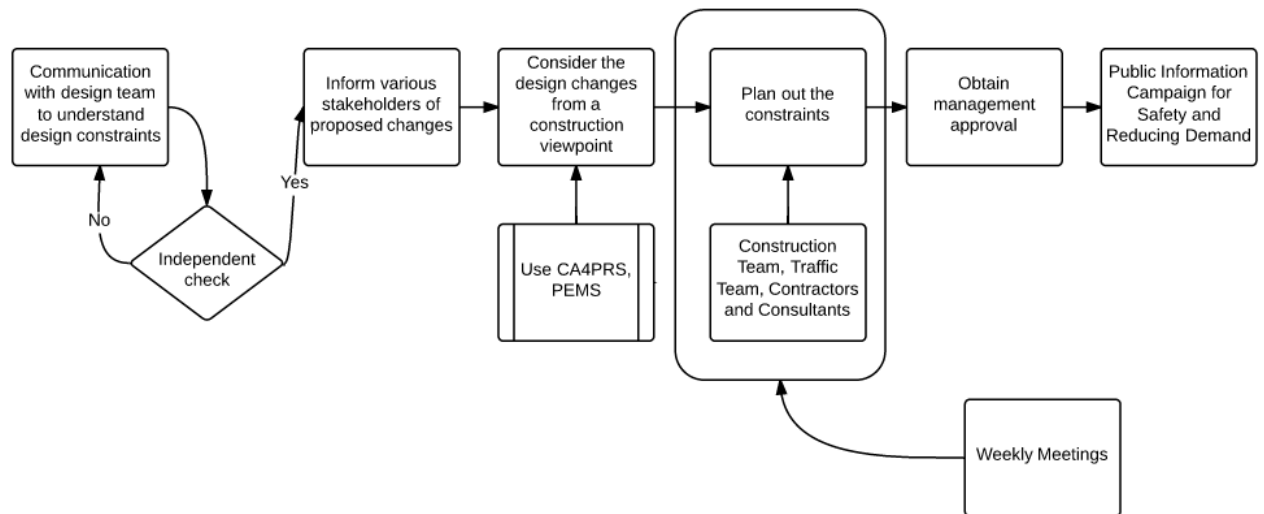 Communication
with design team
to understand
design constraints
No
Independent
check
Yes
Inform various
stakeholders of
proposed changes
Consider the
design changes
from a
construction
viewpoint
Use CA4PRS,
PEMS
Plan out the
constraints
Construction
Team, Traffic
Team, Contractors
and Consultants
Obtain
management
approval
Public Information
Campaign for
Safety and
Reducing Demand
Weekly Meetings